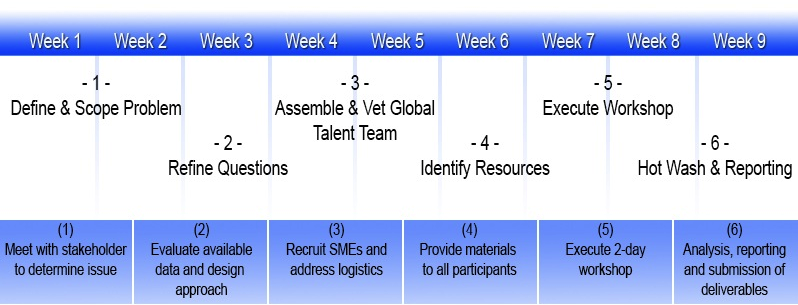 Week 1 Week 2 Week 3 Week 4 Week 5 Week 6 Week 7 Week 8 Week 9
- 1 -
Define & Scope Problem
- 2 -
Refine Questions
- 3 -
Assemble & Vet Global
Talent Team
- 4 -
Identify Resources
- 5 -
Execute Workshop
- 6 -
Hot Wash & Reporting
(1)
Meet with stakeholder
to determine issue
(2)
Evaluate available
data and design
approach
(3)
Recruit SMEs and
address logistics
(4)
Provide materials
to all participants
(5)
Execute 2-day
workshop
(6)
Analysis, reporting
and submission of
deliverables